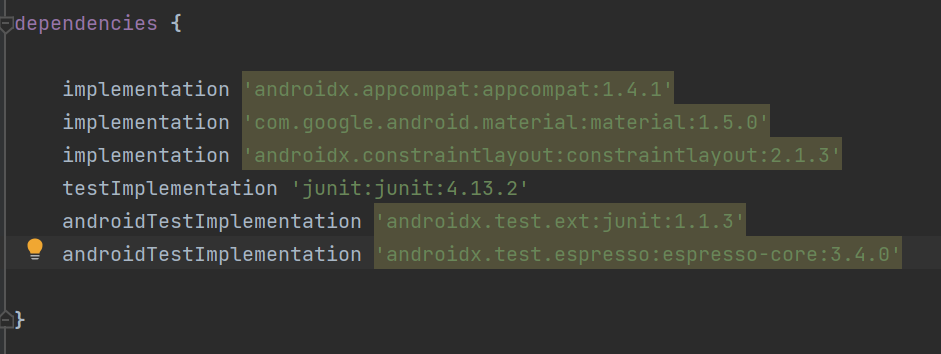 dependencies {
implementation 'androidx.appcompat:appcompat:1.4.1'
implementation 'com.google.android.material:material:1.5.0'
implementation 'androidx.constraintlayout:constraintlayout:2.1.3'
testImplementation 'junit:junit:4.13.2'
androidTestImplementation 'androidx.test.ext:junit:1.1.3'
androidTestImplementation 'androidx.test.espresso:espresso-core:3.4.0'
}